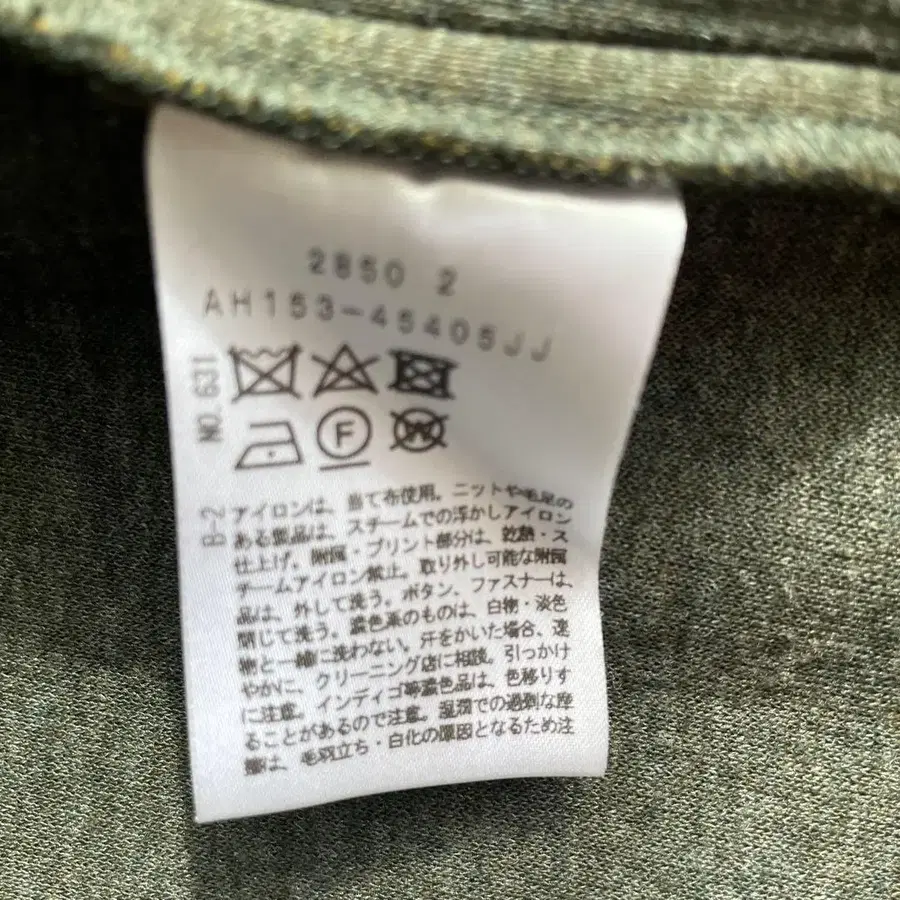 2850 2
AH153-45405JJ
NO.631
F
W
B-2
アイロンは、当て布使用。ニットや毛足の
ある製品は、スチームでの浮かしアイロン
仕上げ。附属・プリント部分は、乾熱・ス
チームアイロン禁止。取り外し可能な附属
品は、外して洗う。ボタン、ファスナーは、
閉じて洗う。濃色系のものは、白物・淡色
物と一緒に洗わない。汗をかいた場合、速
やかに、クリーニング店に相談。引っかけ
に注意。インディゴ等濃色品は、色移りす
ることがあるので注意。湿潤での過剰な摩
擦は、毛羽立ち・白化の原因となるため注